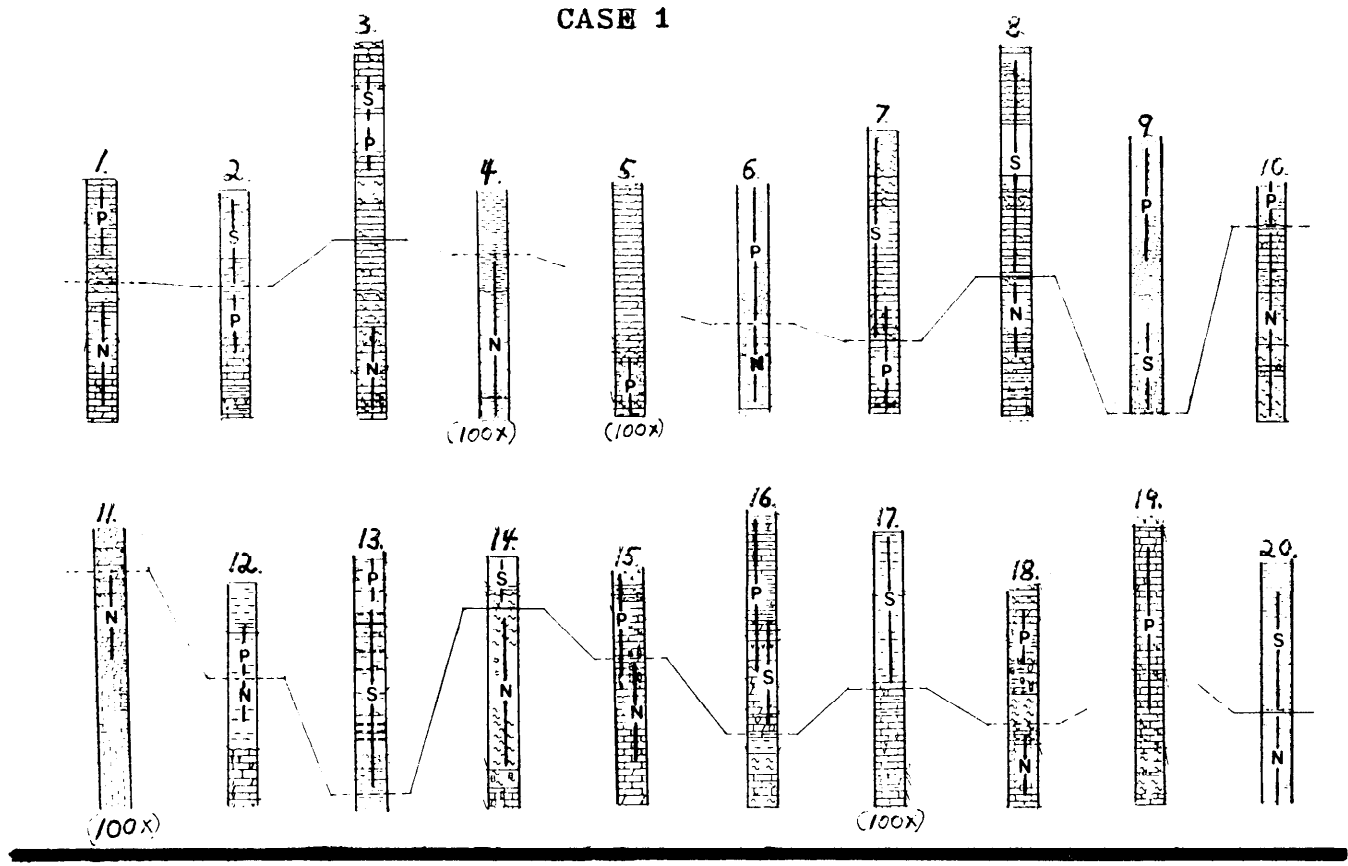 CASE 1
1. 2. 3. 4. 5. 6. 7. 8. 9 10.
P S S P P S P P
N P P N P N S S N N
N P S
(100X) (100X)
11. 12. 13. 14. 15. 16. 17. 18. 19. 20.
N P P S P P S P P S
N S N N S N N
(100X) (100X)